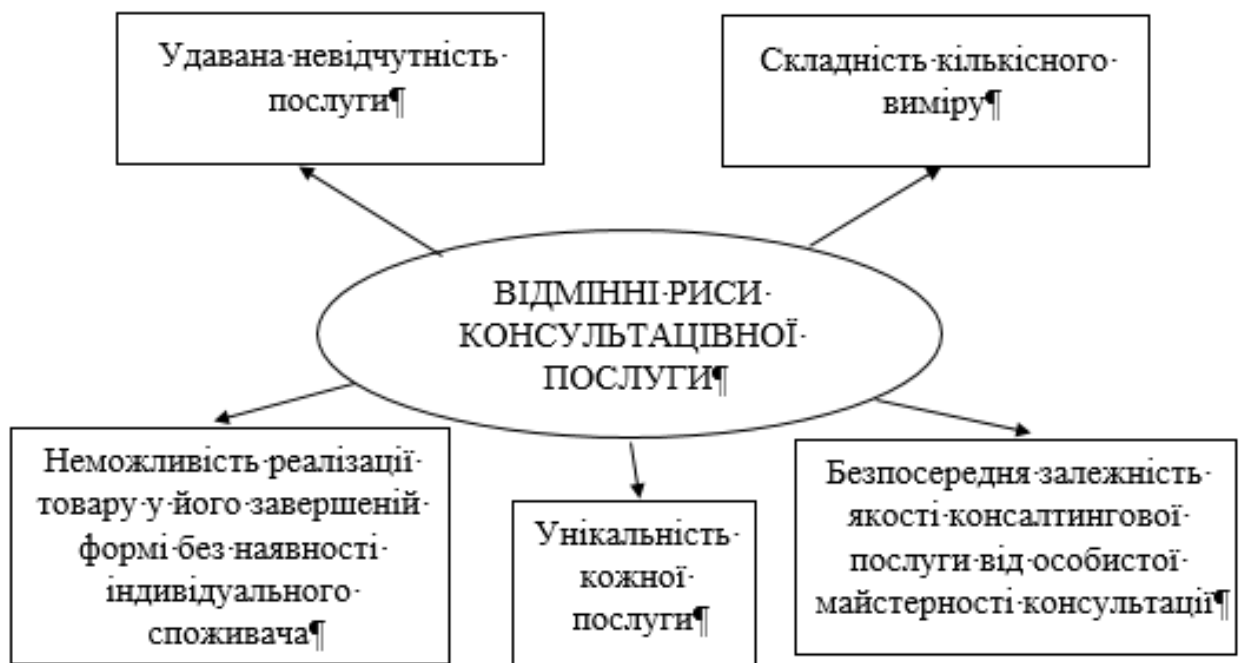 Удавана·невідчутність·
послуги¶
Складність·кількісного·
виміру¶
ВІДМІННІ·РИСИ·
КОНСУЛЬТАЦІВНОЇ·
ПОСЛУГИ¶
Неможливість·реалізації·
товару·у·його·завершеній·
формі·без·наявності·
індивідуального·
споживача¶
Унікальність·
кожної·
послуги¶
Безпосередня·залежність·
якості·консалтингової·
послуги·від·особистої·
майстерності·консультації¶